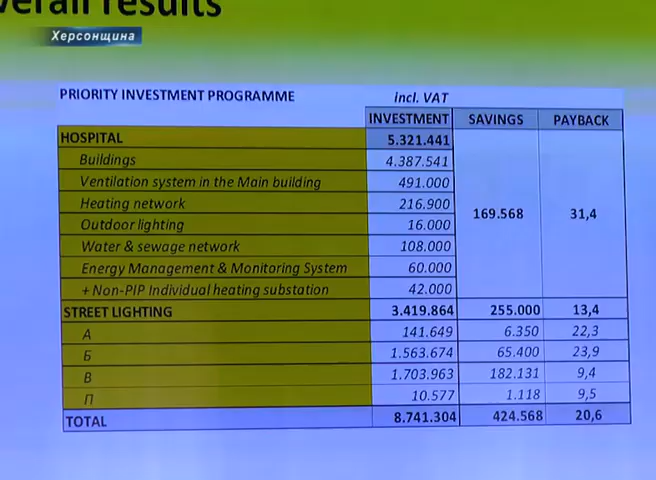 verall results
Херсонщина
PRIORITY INVESTMENT PROGRAMME incl. VAT
INVESTMENT SAVINGS PAYBACK
HOSPITAL 5.321.441
Buildings 4.387.541
Ventilation system in the Main building 491.000
Heating network 216.900
169.568 31,4
Outdoor lighting 16.000
Water & sewage network 108.000
Energy Management & Monitoring System 60.000
+ Non-PIP Individual heating substation 42.000
STREET LIGHTING 3.419.864 255.000 13,4
А 141.649 6.350 22,3
Б 1.563.674 65.400 23,9
В 1.703.963 182.131 9,4
П 10.577 1.118 9,5
TOTAL 8.741.304 424.568 20,6